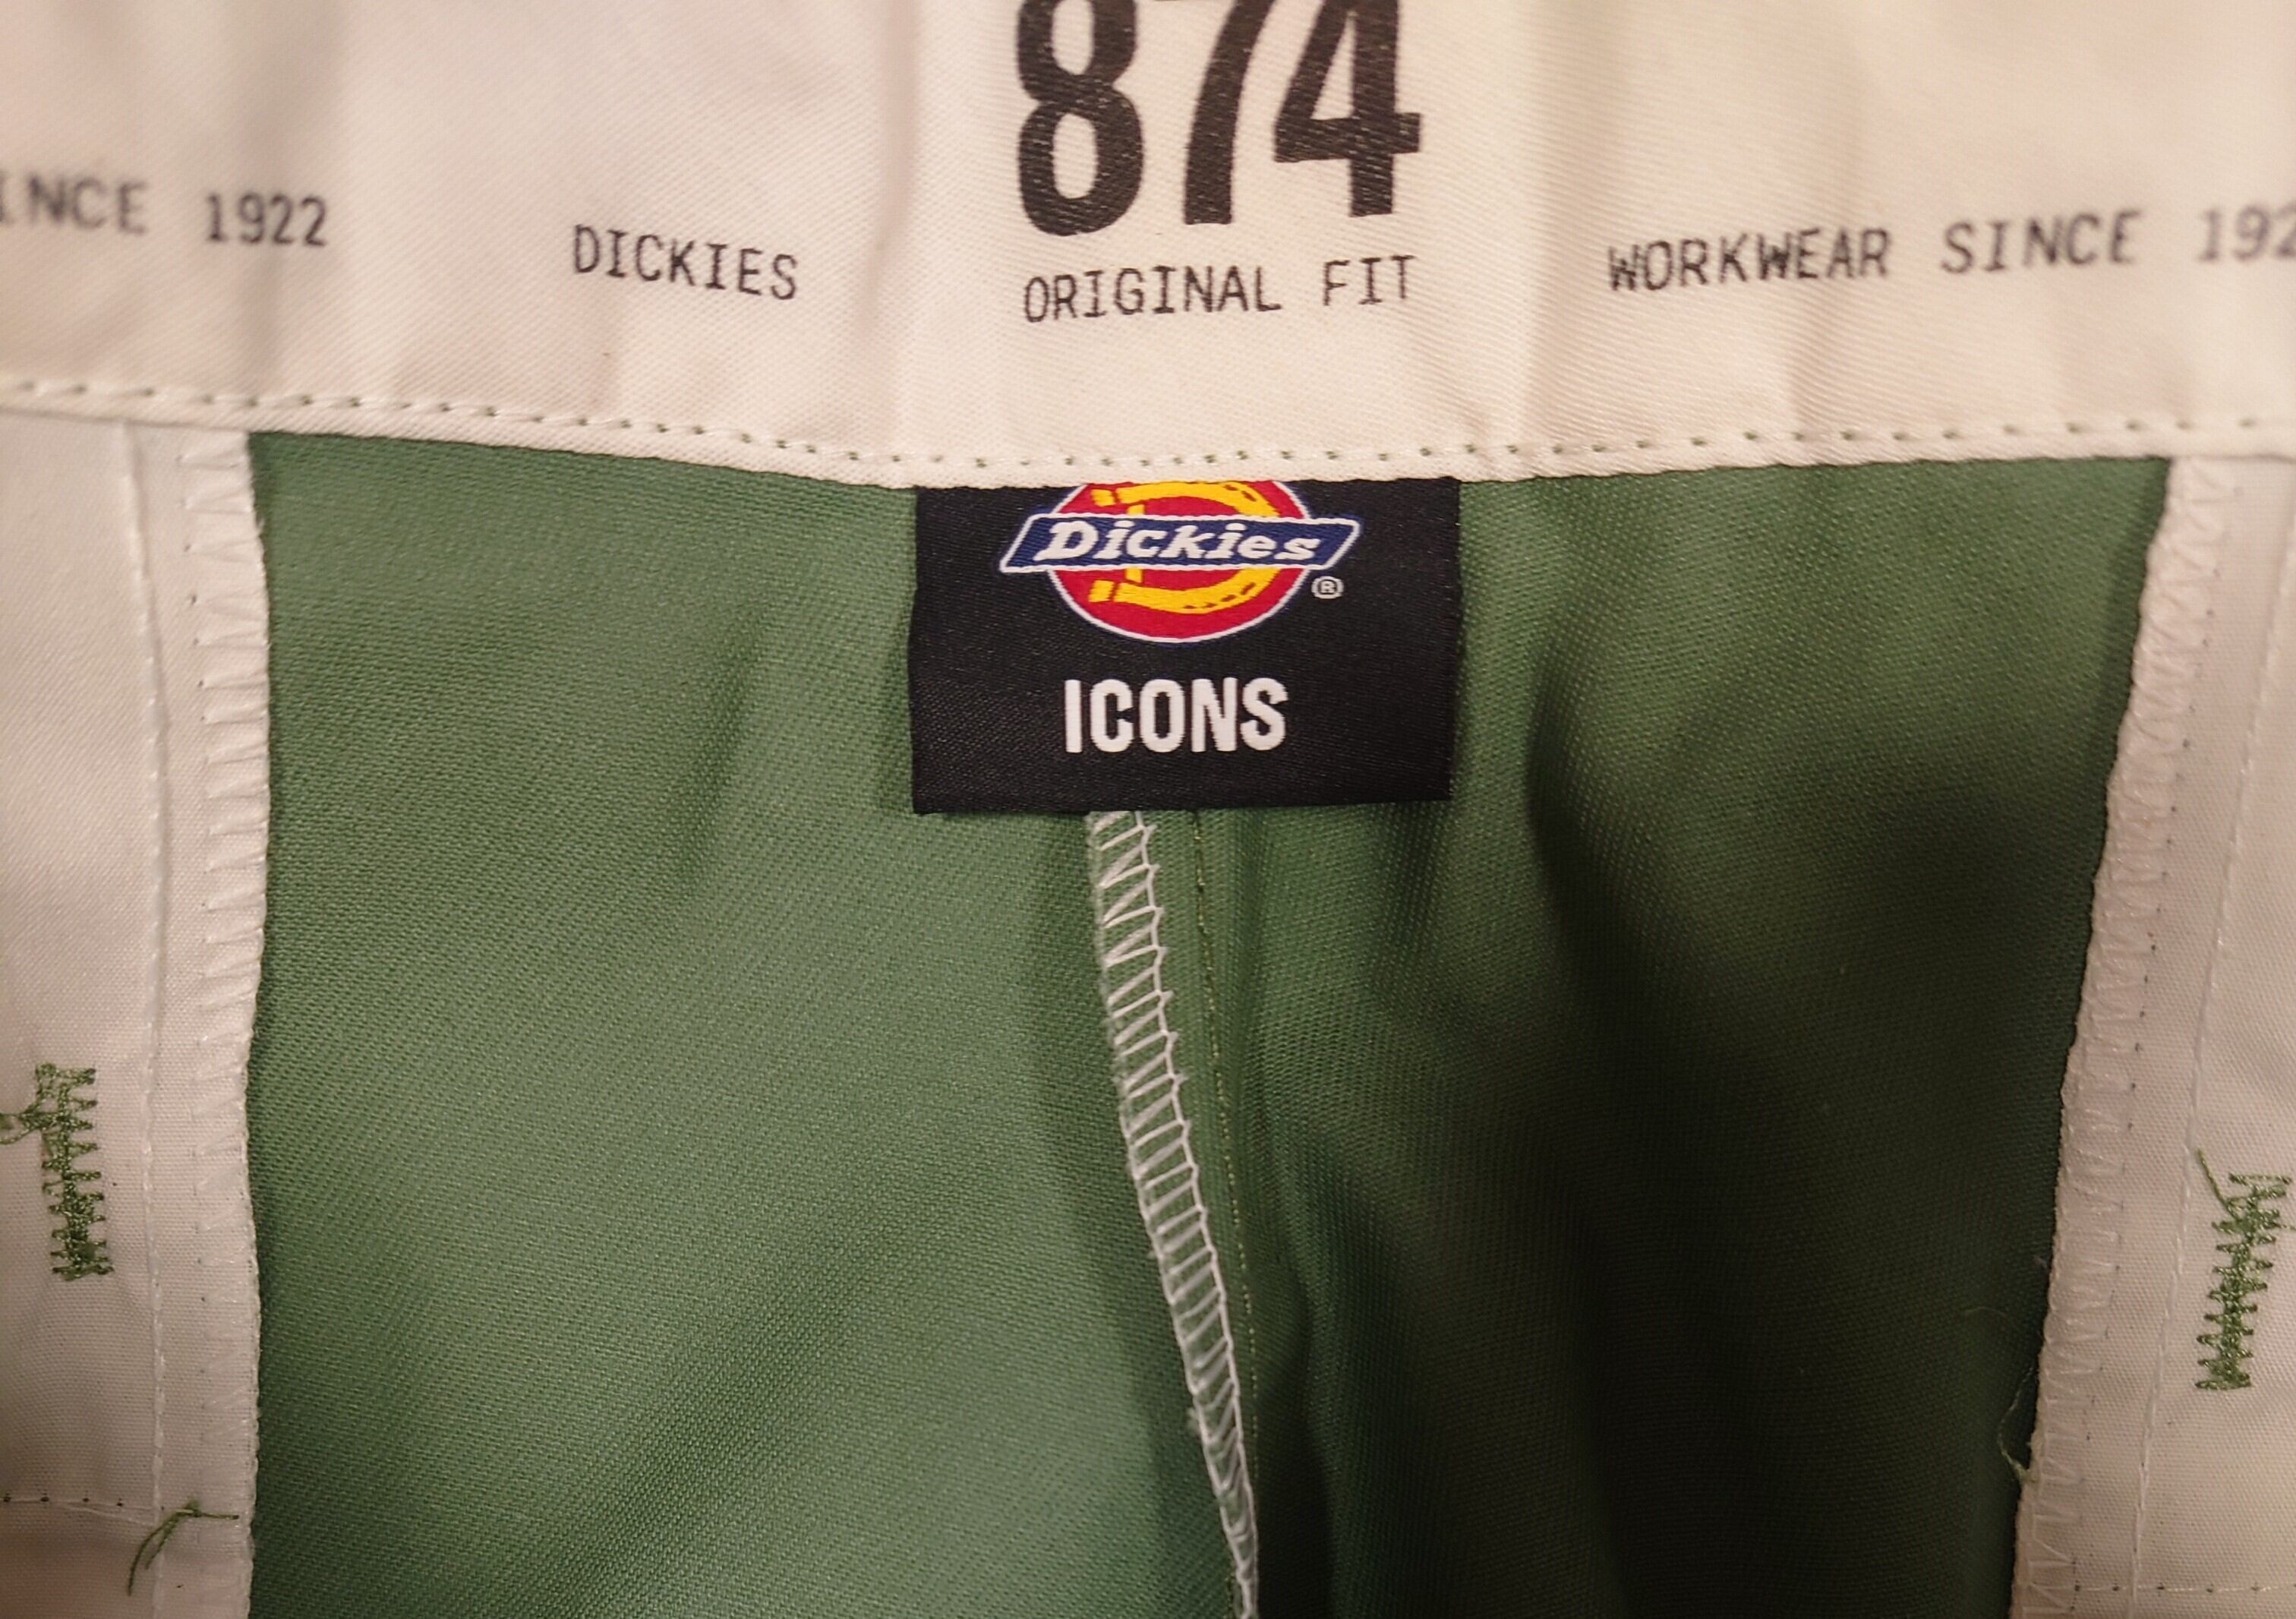 874
INCE 1922 DICKIES ORIGINAL FIT WORKWEAR SINCE 192
Dickies®
ICONS